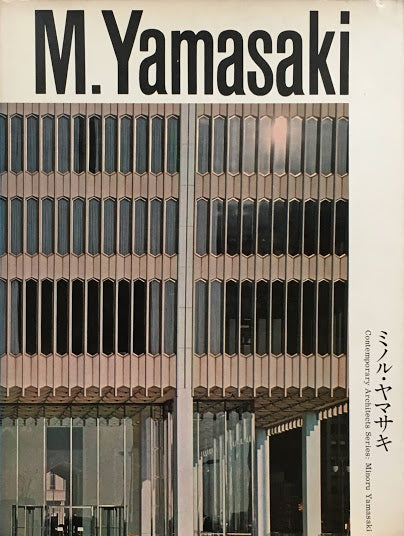 M.Yamasaki
ミノル・ヤマサキ
Contemporary Architects Series: Minoru Yamasaki